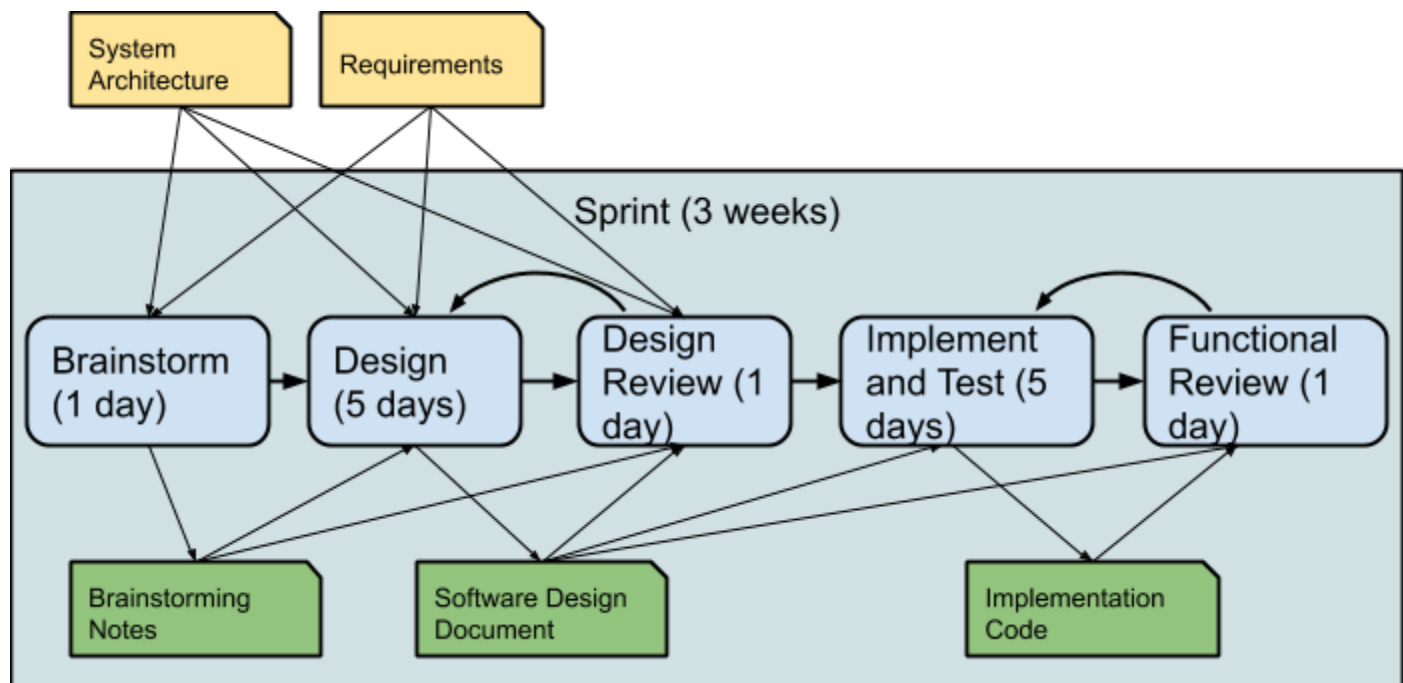 System
Architecture
Requirements
Sprint (3 weeks)
Brainstorm
(1 day)
Design
(5 days)
Design
Review (1
day)
Implement
and Test (5
days)
Functional
Review (1
day)
Brainstorming
Notes
Software Design
Document
Implementation
Code